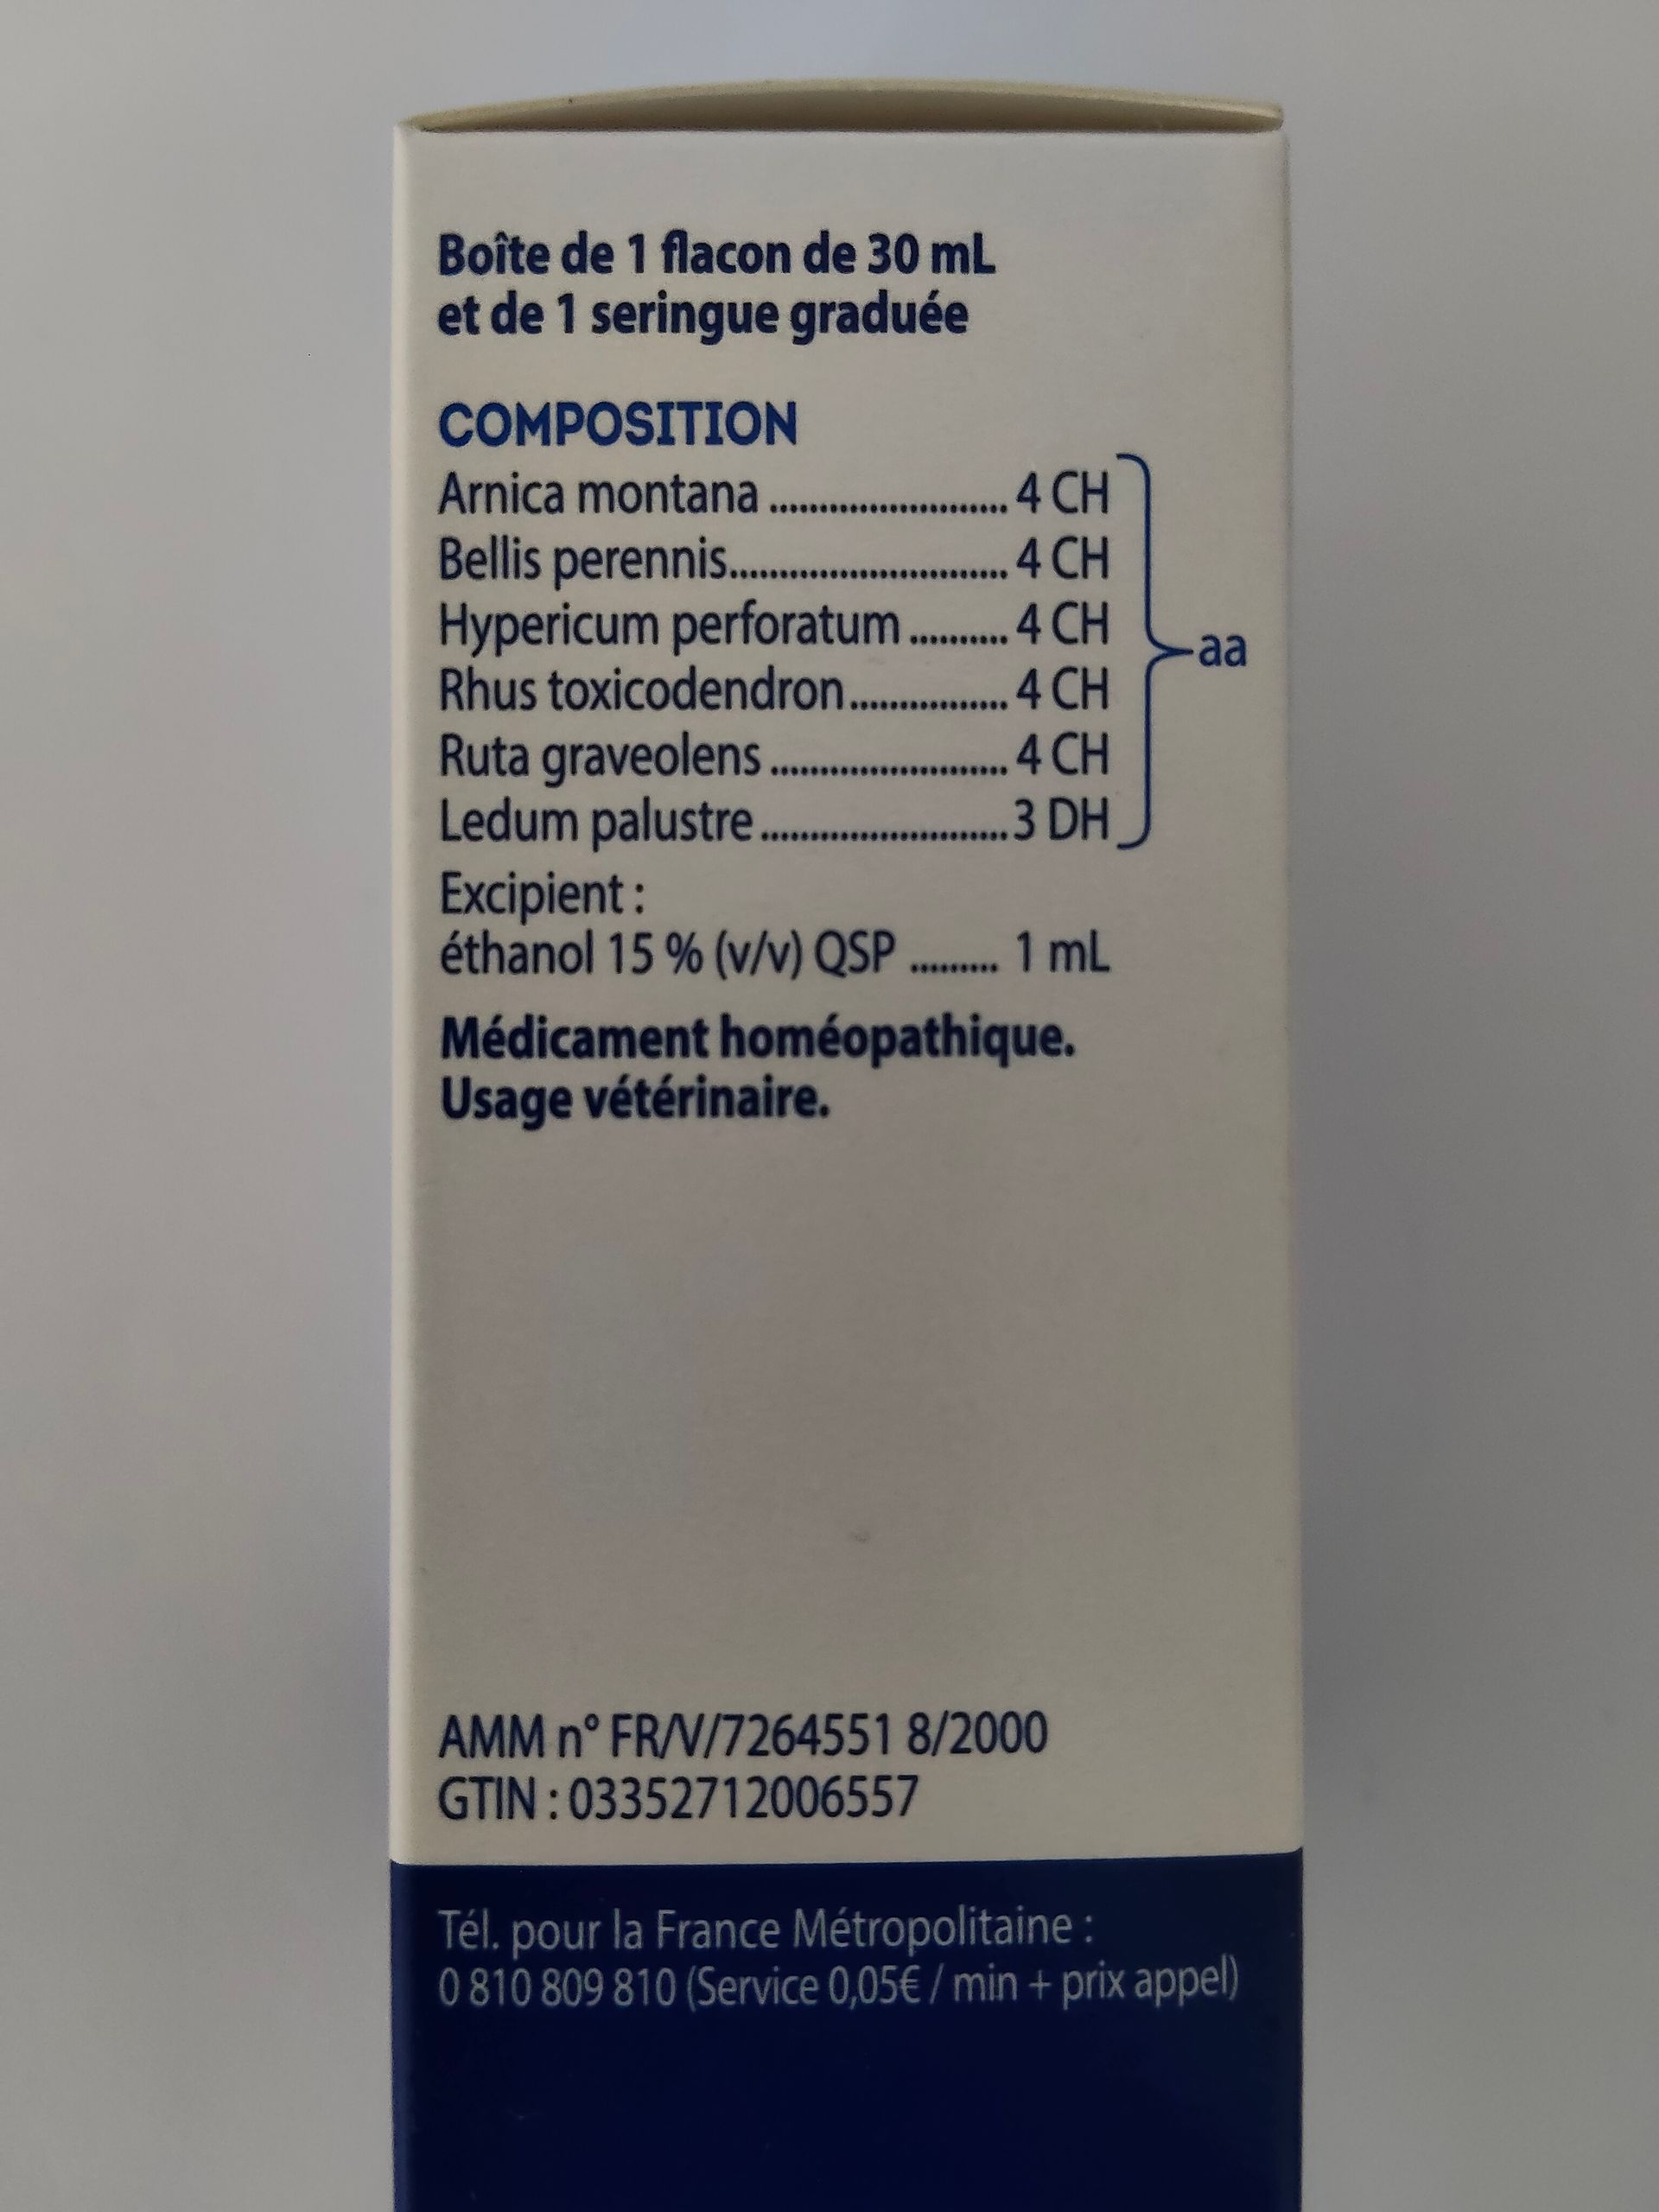 Boîte de 1 flacon de 30 mL
et de 1 seringue graduée
COMPOSITION
Arnica montana ........................ 4 CH
Bellis perennis............................ 4 CH
Hypericum perforatum .......... 4 CH
Rhus toxicodendron................ 4 CH
Ruta graveolens ........................ 4 CH
Ledum palustre.........................3 DH
aa
Excipient :
éthanol 15 % (v/v) QSP ......... 1 mL
Médicament homéopathique.
Usage vétérinaire.
AMM n° FR/V/7264551 8/2000
GTIN : 03352712006557
Tél. pour la France Métropolitaine :
0 810 809 810 (Service 0,05€ / min + prix appel)